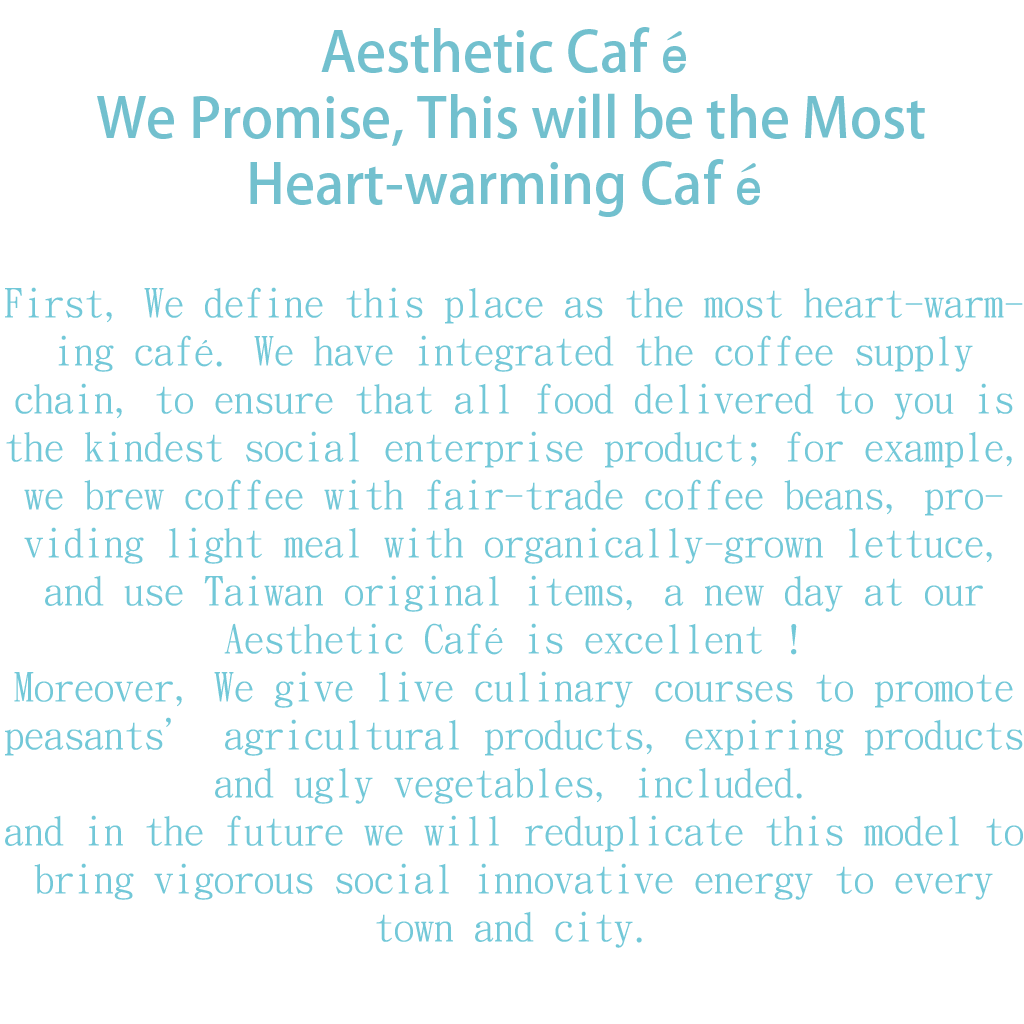 Aesthetic Café
We Promise, This will be the Most
Heart-warming Café
First, We define this place as the most heart-warm-
ing café. We have integrated the coffee supply
chain, to ensure that all food delivered to you is
the kindest social enterprise product; for example,
we brew coffee with fair-trade coffee beans, pro-
viding light meal with organically-grown lettuce,
and use Taiwan original items, a new day at our
Aesthetic Café is excellent !
Moreover, We give live culinary courses to promote
peasants’ agricultural products, expiring products
and ugly vegetables, included.
and in the future we will reduplicate this model to
bring vigorous social innovative energy to every
town and city.